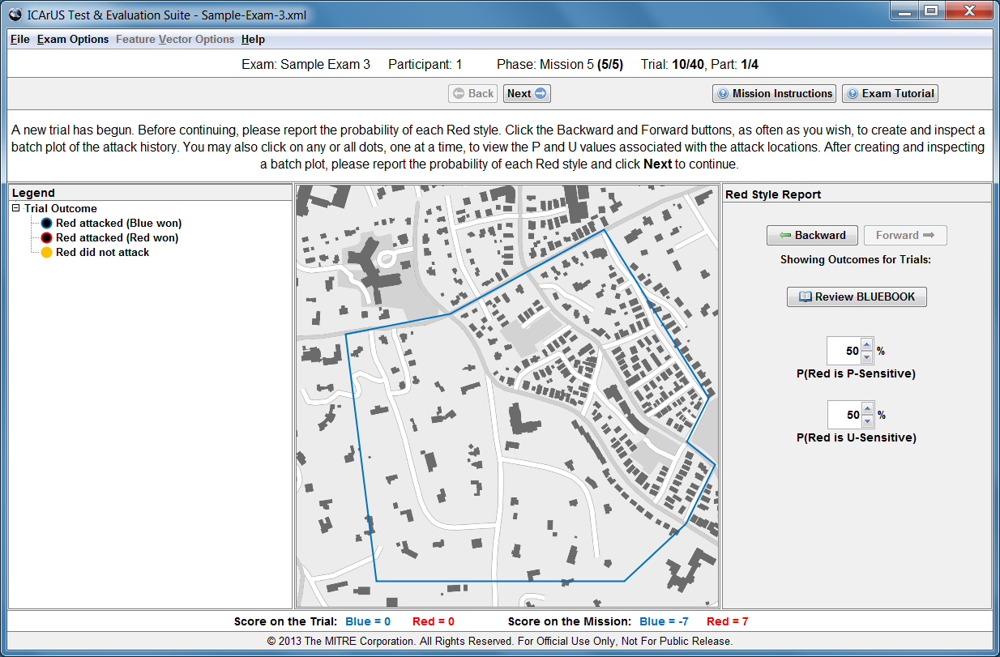 ICArUS Test & Evaluation Suite - Sample-Exam-3.xml
File Exam Options Feature Vector Options Help
Exam: Sample Exam 3 Participant: 1 Phase: Mission 5 (5/5) Trial: 10/40, Part: 1/4
Back Next Mission Instructions Exam Tutorial
A new trial has begun. Before continuing, please report the probability of each Red style. Click the Backward and Forward buttons, as often as you wish, to create and inspect a
batch plot of the attack history. You may also click on any or all dots, one at a time, to view the P and U values associated with the attack locations. After creating and inspecting
a batch plot, please report the probability of each Red style and click Next to continue.
Legend
Trial Outcome
Red attacked (Blue won)
Red attacked (Red won)
Red did not attack
Red Style Report
Backward Forward
Showing Outcomes for Trials:
Review BLUEBOOK
50 %
P(Red is P-Sensitive)
50 %
P(Red is U-Sensitive)
Score on the Trial: Blue = 0 Red = 0 Score on the Mission: Blue = -7 Red = 7
© 2013 The MITRE Corporation. All Rights Reserved. For Official Use Only, Not For Public Release.